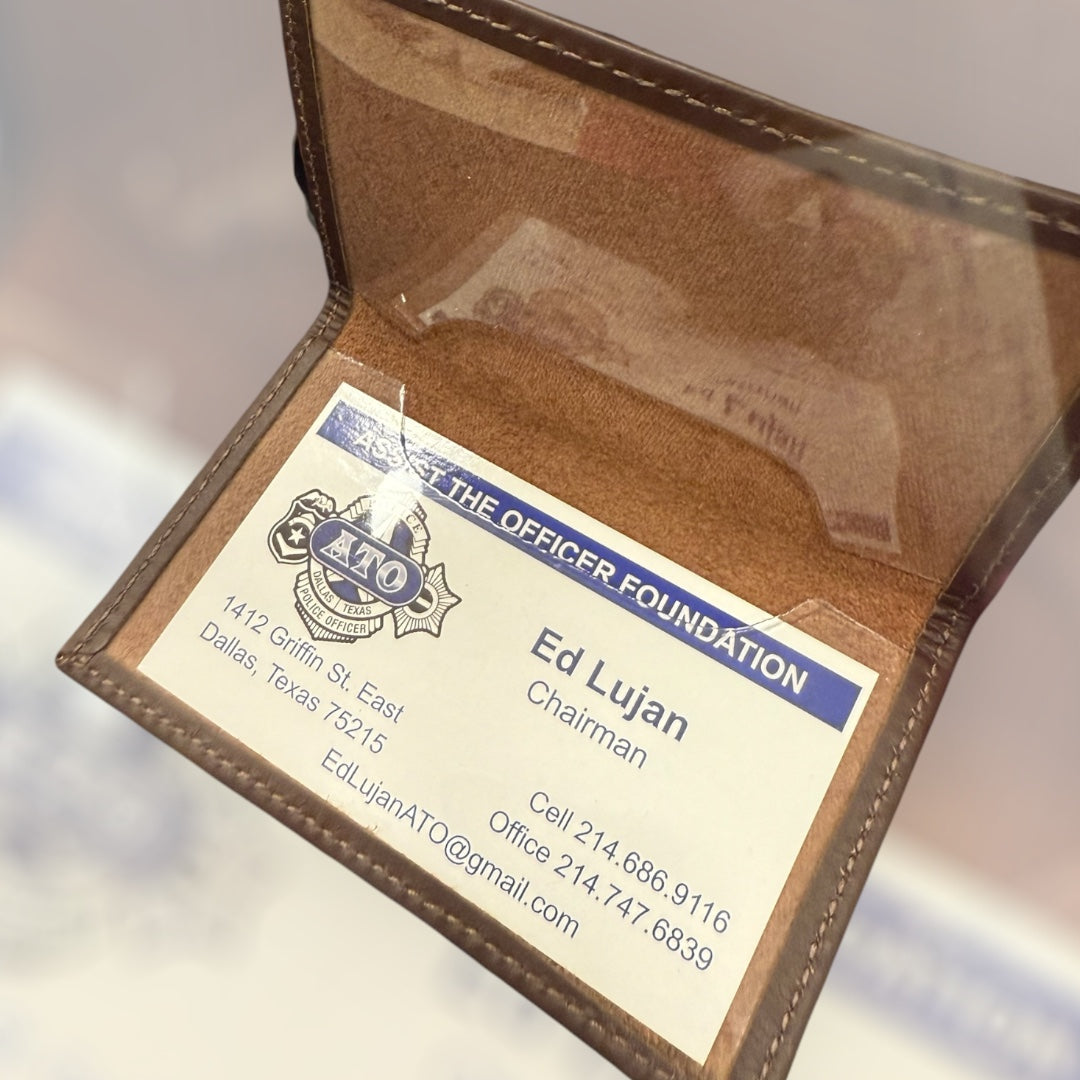 ASSIST THE OFFICER FOUNDATION
POLICE
ATO
DALLAS TEXAS
POLICE OFFICER
1412 Griffin St. East
Dallas, Texas 75215
EdLujanATO@gmail.com
Ed Lujan
Chairman
Cell 214.686.9116
Office 214.747.6839